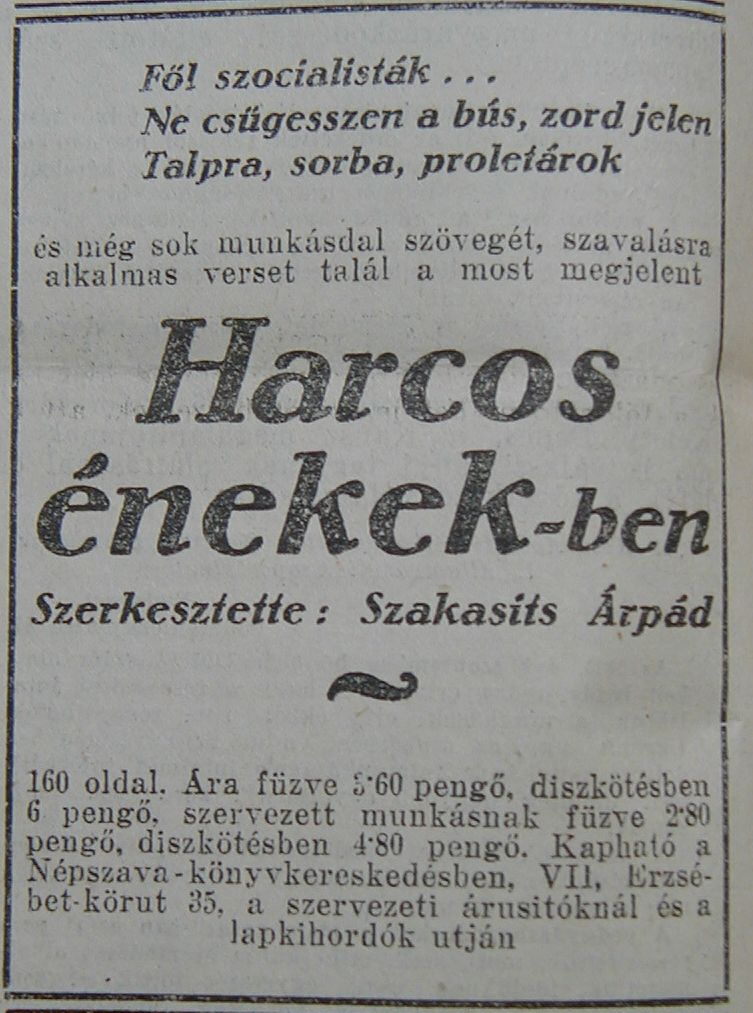 Föl szocialisták . . .
Ne csüggesszen a bús, zord jelen
Talpra, sorba, proletárok
és még sok munkásdal szövegét, szavalásra
alkalmas verset talál a most megjelent
Harcos
énekek-ben
Szerkesztette: Szakasits Árpád
160 oldal. Ára füzve 3·60 pengő, diszkötésben
6 pengő, szervezett munkásnak füzve 2·80
pengő, diszkötésben 4·80 pengő. Kapható a
Népszava-könyvkereskedésben, VII, Erzsé-
bet-körut 35, a szervezeti árusitóknál és a
lapkihordók utján